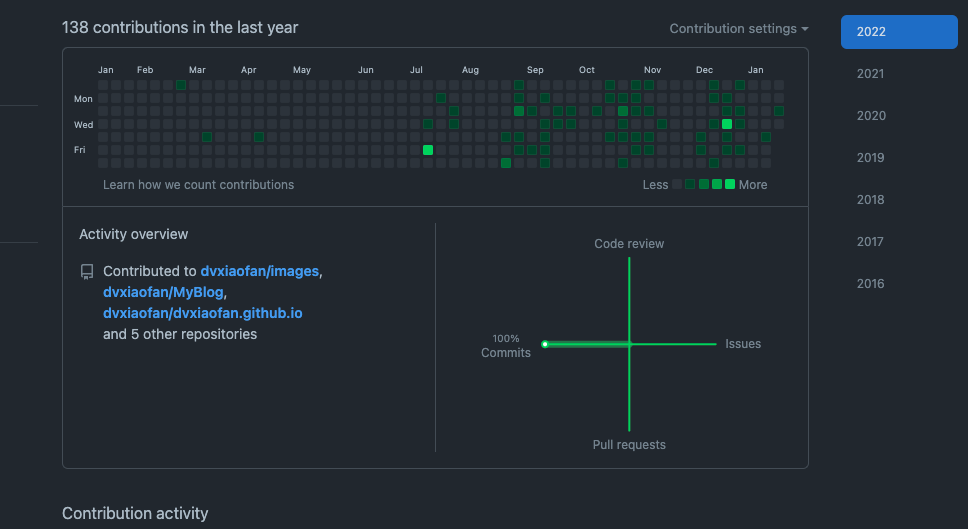 138 contributions in the last year
Contribution settings
Jan Feb Mar Apr May Jun Jul Aug Sep Oct Nov Dec Jan
Mon
Wed
Fri
Learn how we count contributions
Less More
Activity overview
Contributed to dvxiaofan/images,
dvxiaofan/MyBlog,
dvxiaofan/dvxiaofan.github.io
and 5 other repositories
Code review
100%
Commits
Issues
Pull requests
Contribution activity
2022
2021
2020
2019
2018
2017
2016